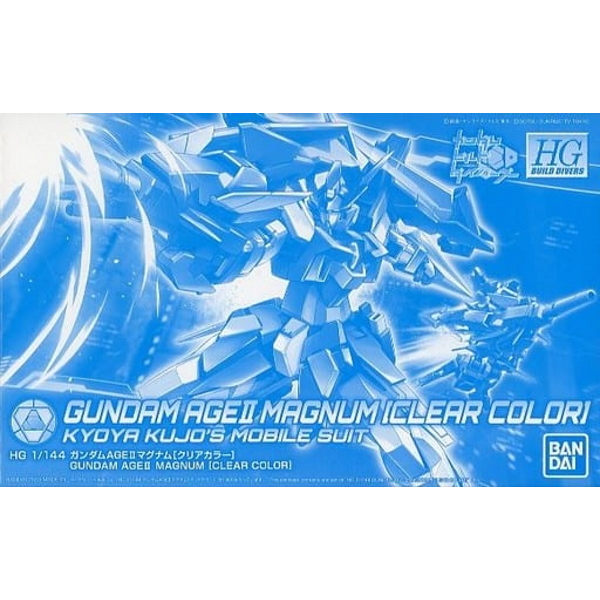 HG
BUILD DIVERS
GUNDAM AGEⅡ MAGNUM [CLEAR COLOR]
KYOYA KUJO'S MOBILE SUIT
HG 1/144 ガンダムAGEⅡマグナム[クリアカラー]
GUNDAM AGEⅡ MAGNUM [CLEAR COLOR]
BAN
DAI